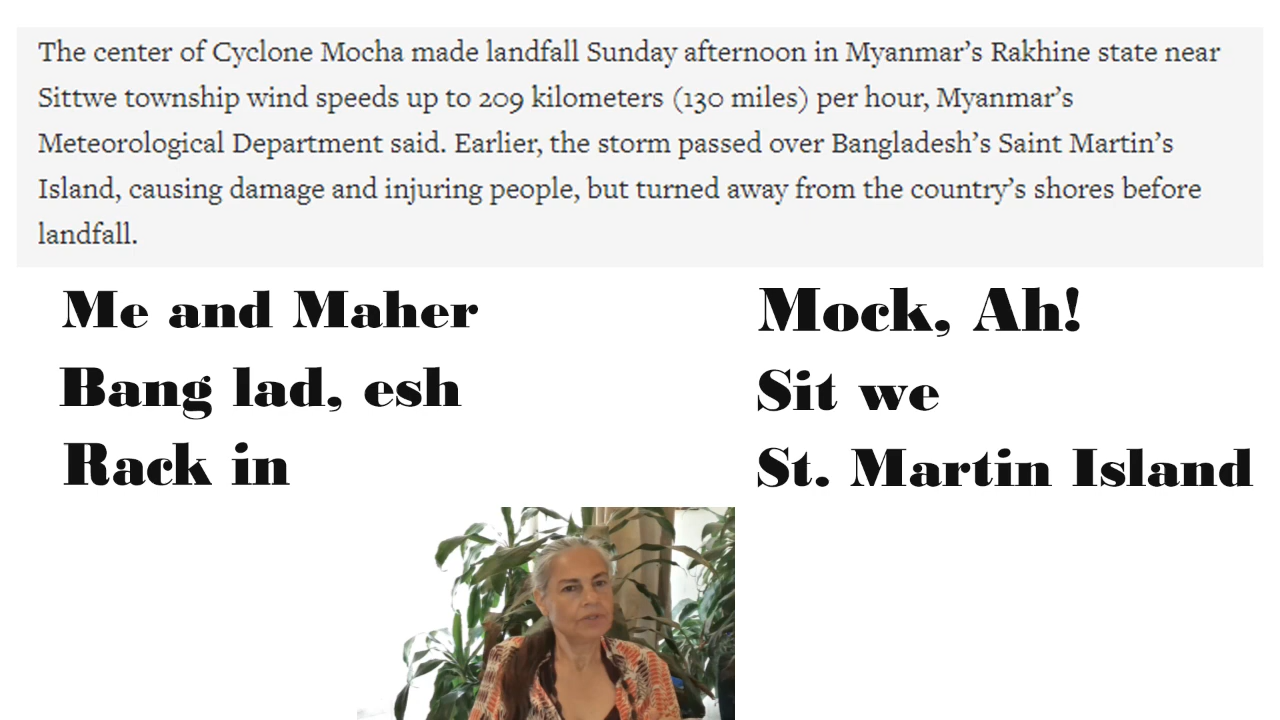 The center of Cyclone Mocha made landfall Sunday afternoon in Myanmar’s Rakhine state near
Sittwe township wind speeds up to 209 kilometers (130 miles) per hour, Myanmar’s
Meteorological Department said. Earlier, the storm passed over Bangladesh’s Saint Martin’s
Island, causing damage and injuring people, but turned away from the country’s shores before
landfall.
Me and Maher
Bang lad, esh
Rack in
Mock, Ah!
Sit we
St. Martin Island